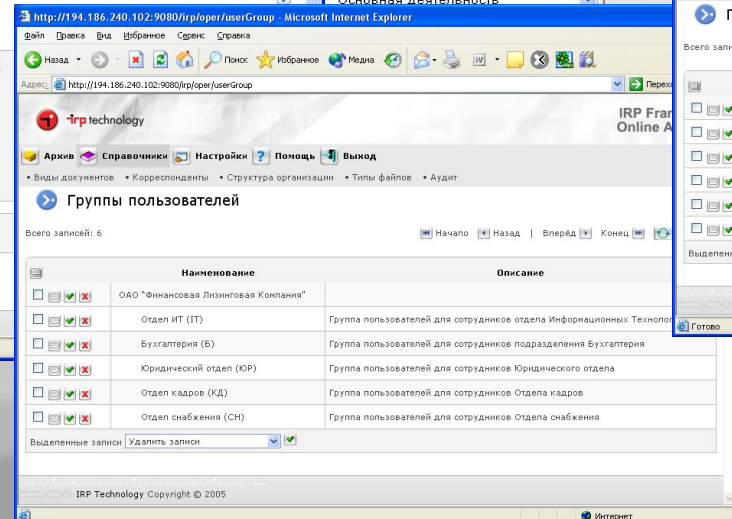 Основная деятельность
http://194.186.240.102:9080/irp/oper/userGroup - Microsoft Internet Explorer
Файл Правка Вид Избранное Сервис Справка
Назад Поиск Избранное Медиа
Адрес: http://194.186.240.102:9080/irp/oper/userGroup
irp technology
IRP Fra
Online A
Архив Справочники Настройки Помощь Выход
• Виды документов • Корреспонденты • Структура организации • Типы файлов • Аудит
Группы пользователей
Всего записей: 6
Начало Назад | Вперёд Конец
Наименование Описание
ОАО "Финансовая Лизинговая Компания"
Отдел ИТ (IT) Группа пользователей для сотрудников отдела Информационных Технолог
Бухгалтерия (Б) Группа пользователей для сотрудников подразделения Бухгалтерия
Юридический отдел (ЮР) Группа пользователей для сотрудников Юридического отдела
Отдел кадров (КД) Группа пользователей для сотрудников Отдела кадров
Отдел снабжения (СН) Группа пользователей для сотрудников Отдела снабжения
Выделенные записи Удалить записи
IRP Technology Copyright © 2005
Интернет
Всего запи
Выделенн
Готово